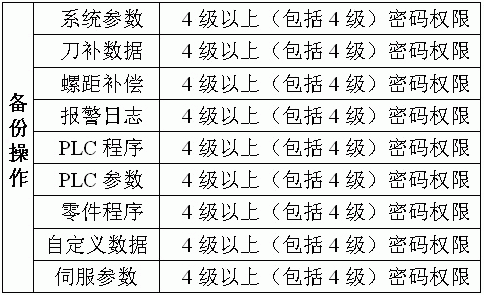 备份操作
系统参数 4 级以上（包括 4 级）密码权限
刀补数据 4 级以上（包括 4 级）密码权限
螺距补偿 4 级以上（包括 4 级）密码权限
报警日志 4 级以上（包括 4 级）密码权限
PLC 程序 4 级以上（包括 4 级）密码权限
PLC 参数 4 级以上（包括 4 级）密码权限
零件程序 4 级以上（包括 4 级）密码权限
自定义数据 4 级以上（包括 4 级）密码权限
伺服参数 4 级以上（包括 4 级）密码权限